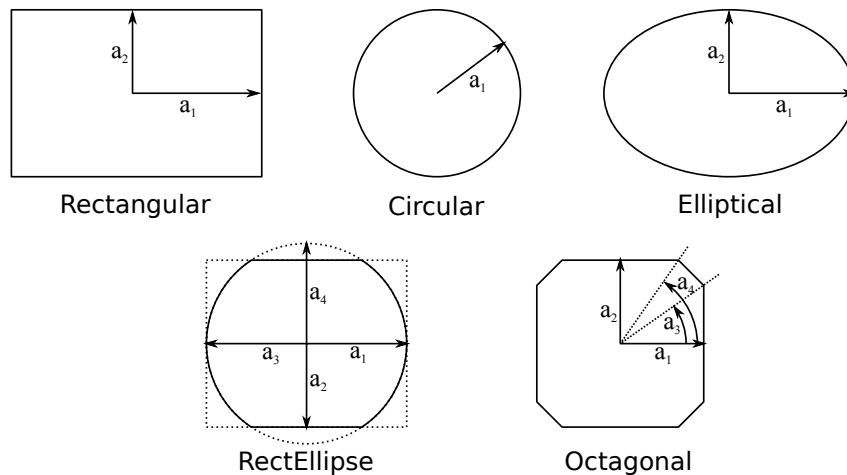 a₂
a₁
Rectangular
a₁
Circular
a₂
a₁
Elliptical
a₄
a₃
a₁
a₂
RectEllipse
a₂
a₄
a₃
a₁
Octagonal